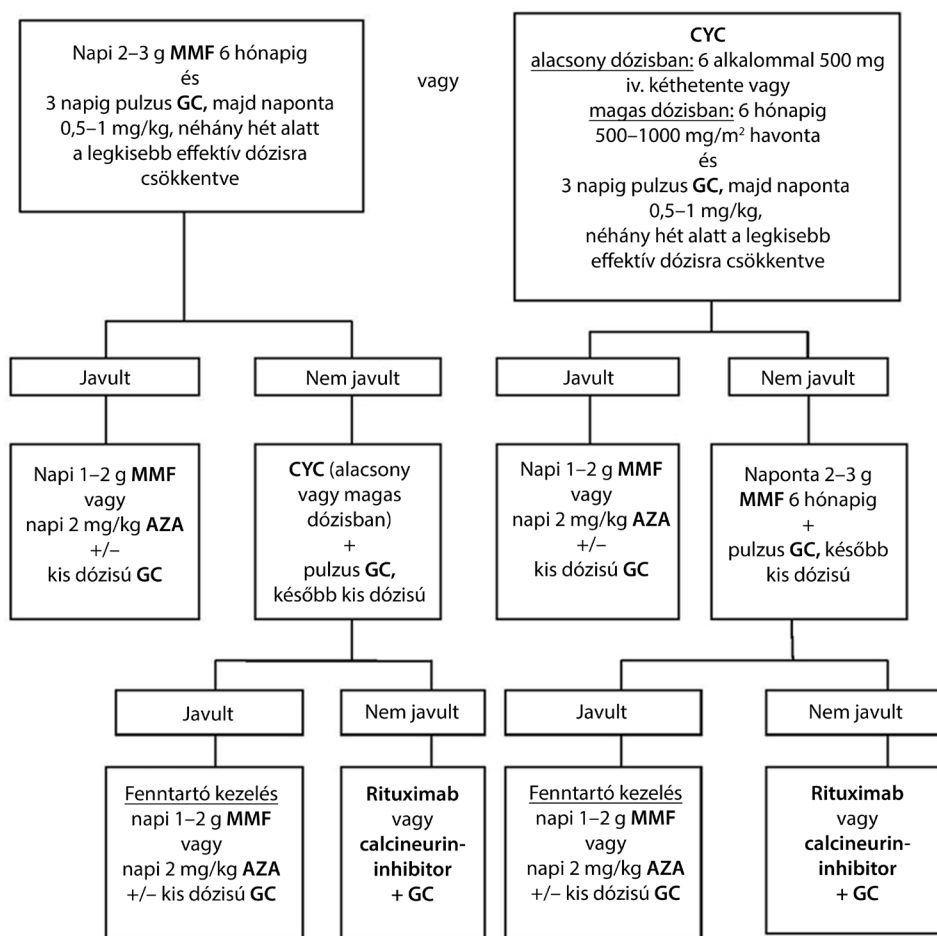 Napi 2–3 g MMF 6 hónapig
és
3 napig pulzus GC, majd naponta
0,5–1 mg/kg, néhány hét alatt
a legkisebb effektív dózisra
csökkentve
vagy
CYC
alacsony dózisban: 6 alkalommal 500 mg
iv. kéthetente vagy
magas dózisban: 6 hónapig
500–1000 mg/m² havonta
és
3 napig pulzus GC, majd naponta
0,5–1 mg/kg,
néhány hét alatt a legkisebb
effektív dózisra csökkentve
Javult
Nem javult
Javult
Nem javult
Napi 1–2 g MMF
vagy
napi 2 mg/kg AZA
+/–
kis dózisú GC
CYC (alacsony
vagy magas
dózisban)
+
pulzus GC,
később kis dózisú
Napi 1–2 g MMF
vagy
napi 2 mg/kg AZA
+/–
kis dózisú GC
Naponta 2–3 g
MMF 6 hónapig
+
pulzus GC, később
kis dózisú
Javult
Nem javult
Javult
Nem javult
Fenntartó kezelés
napi 1–2 g MMF
vagy
napi 2 mg/kg AZA
+/– kis dózisú GC
Rituximab
vagy
calcineurin-
inhibitor
+ GC
Fenntartó kezelés
napi 1–2 g MMF
vagy
napi 2 mg/kg AZA
+/– kis dózisú GC
Rituximab
vagy
calcineurin-
inhibitor
+ GC